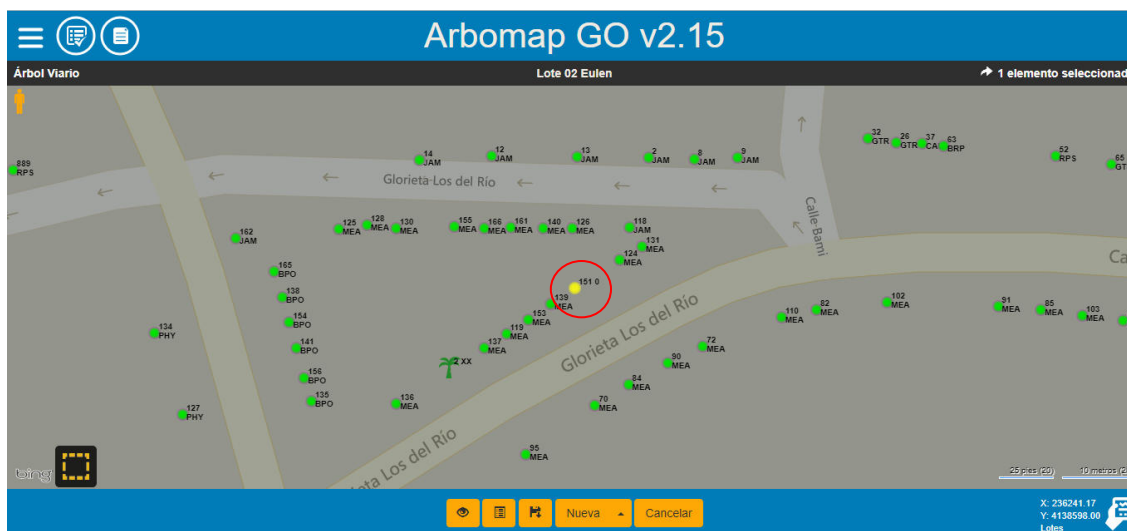 Arbomap GO v2.15
Árbol Viario
Lote 02 Eulen
1 elemento seleccionad
889
RPS
14
JAM
12
JAM
13
JAM
2
JAM
8
JAM
9
JAM
32
GTR
26
GTR
37
CA
63
BRP
52
RPS
65
GT
Glorieta-Los del Río
Calle-Bami
162
JAM
125
MEA
128
MEA
130
MEA
155
MEA
166
MEA
161
MEA
140
MEA
126
MEA
118
JAM
131
MEA
124
MEA
Ca
165
BPO
138
BPO
154
BPO
141
BPO
156
BPO
135
BPO
134
PHY
127
PHY
151 0
139
MEA
153
MEA
119
MEA
137
MEA
2 XX
136
MEA
Glorieta Los del Río
110
MEA
82
MEA
102
MEA
91
MEA
85
MEA
103
MEA
72
MEA
90
MEA
84
MEA
70
MEA
95
MEA
ta Los del Río
bing
25 pies (20)
10 metros (2
Nueva
Cancelar
X: 236241.17
Y: 4138598.00
Lotes